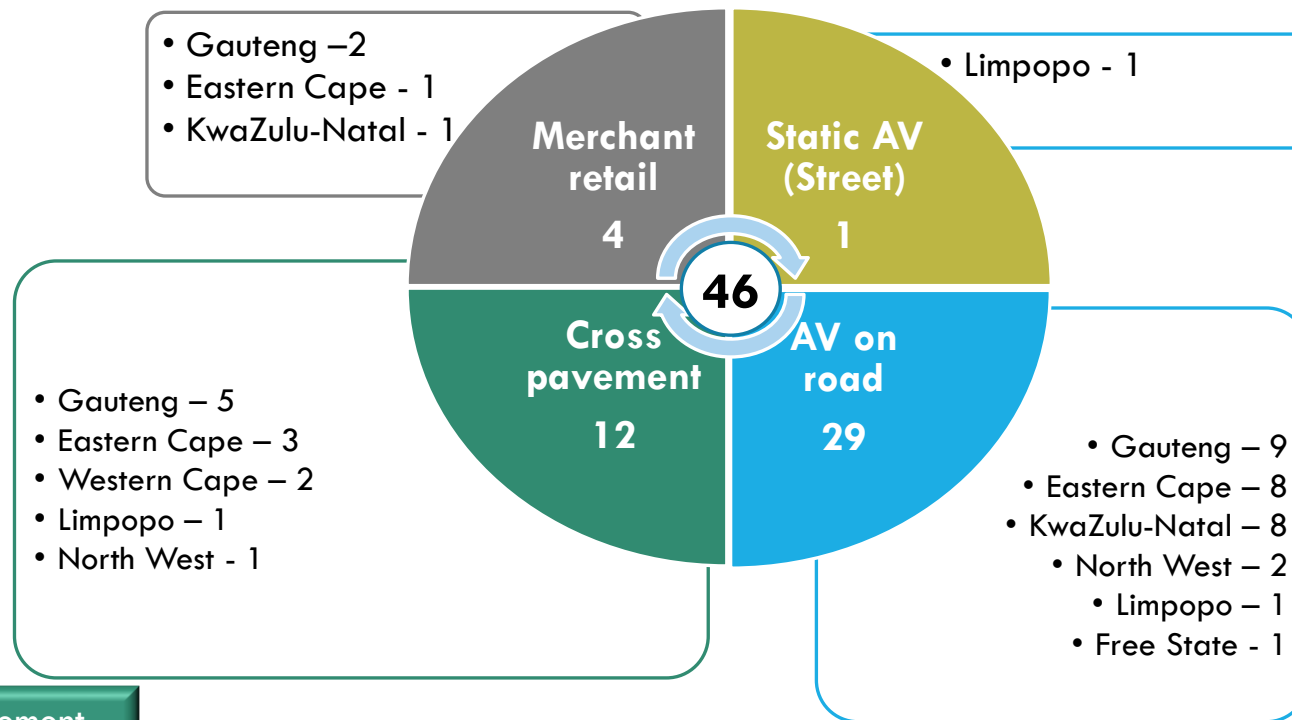 • Gauteng –2
• Eastern Cape - 1
• KwaZulu-Natal - 1
Merchant
retail
4
Static AV
(Street)
1
• Limpopo - 1
46
• Gauteng – 5
• Eastern Cape – 3
• Western Cape – 2
• Limpopo – 1
• North West - 1
Cross
pavement
12
AV on
road
29
• Gauteng – 9
• Eastern Cape – 8
• KwaZulu-Natal – 8
• North West – 2
• Limpopo – 1
• Free State - 1